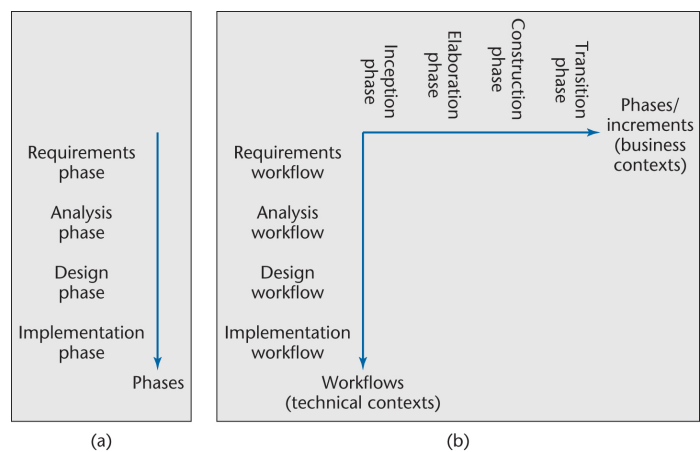 Requirements
phase
Analysis
phase
Design
phase
Implementation
phase
Phases
(a)
Inception
phase
Elaboration
phase
Construction
phase
Transition
phase
Phases/
increments
(business
contexts)
Requirements
workflow
Analysis
workflow
Design
workflow
Implementation
workflow
Workflows
(technical contexts)
(b)